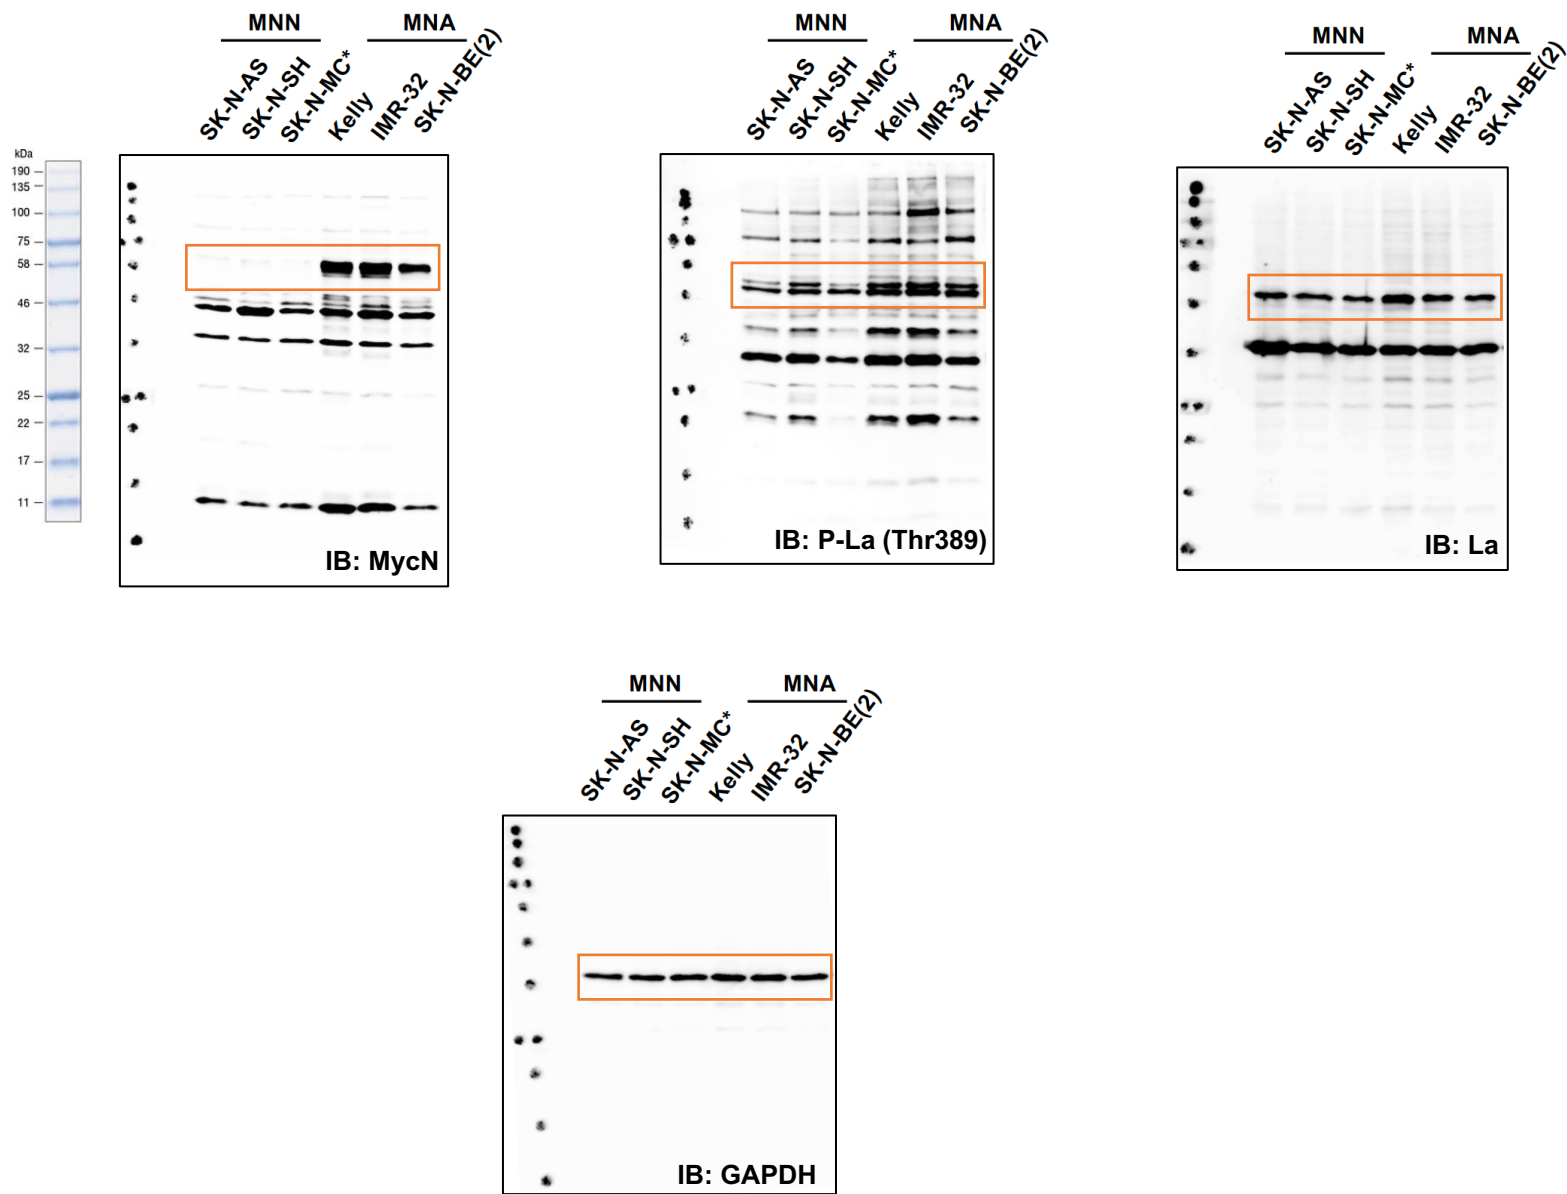 MNN MNA
SK-N-AS SK-N-SH SK-N-MC* Kelly IMR-32 SK-N-BE(2)
kDa
190
135
100
75
58
46
32
25
22
17
11
IB: MycN
MNN MNA
SK-N-AS SK-N-SH SK-N-MC* Kelly IMR-32 SK-N-BE(2)
IB: P-La (Thr389)
MNN MNA
SK-N-AS SK-N-SH SK-N-MC* Kelly IMR-32 SK-N-BE(2)
IB: La
MNN MNA
SK-N-AS SK-N-SH SK-N-MC* Kelly IMR-32 SK-N-BE(2)
IB: GAPDH